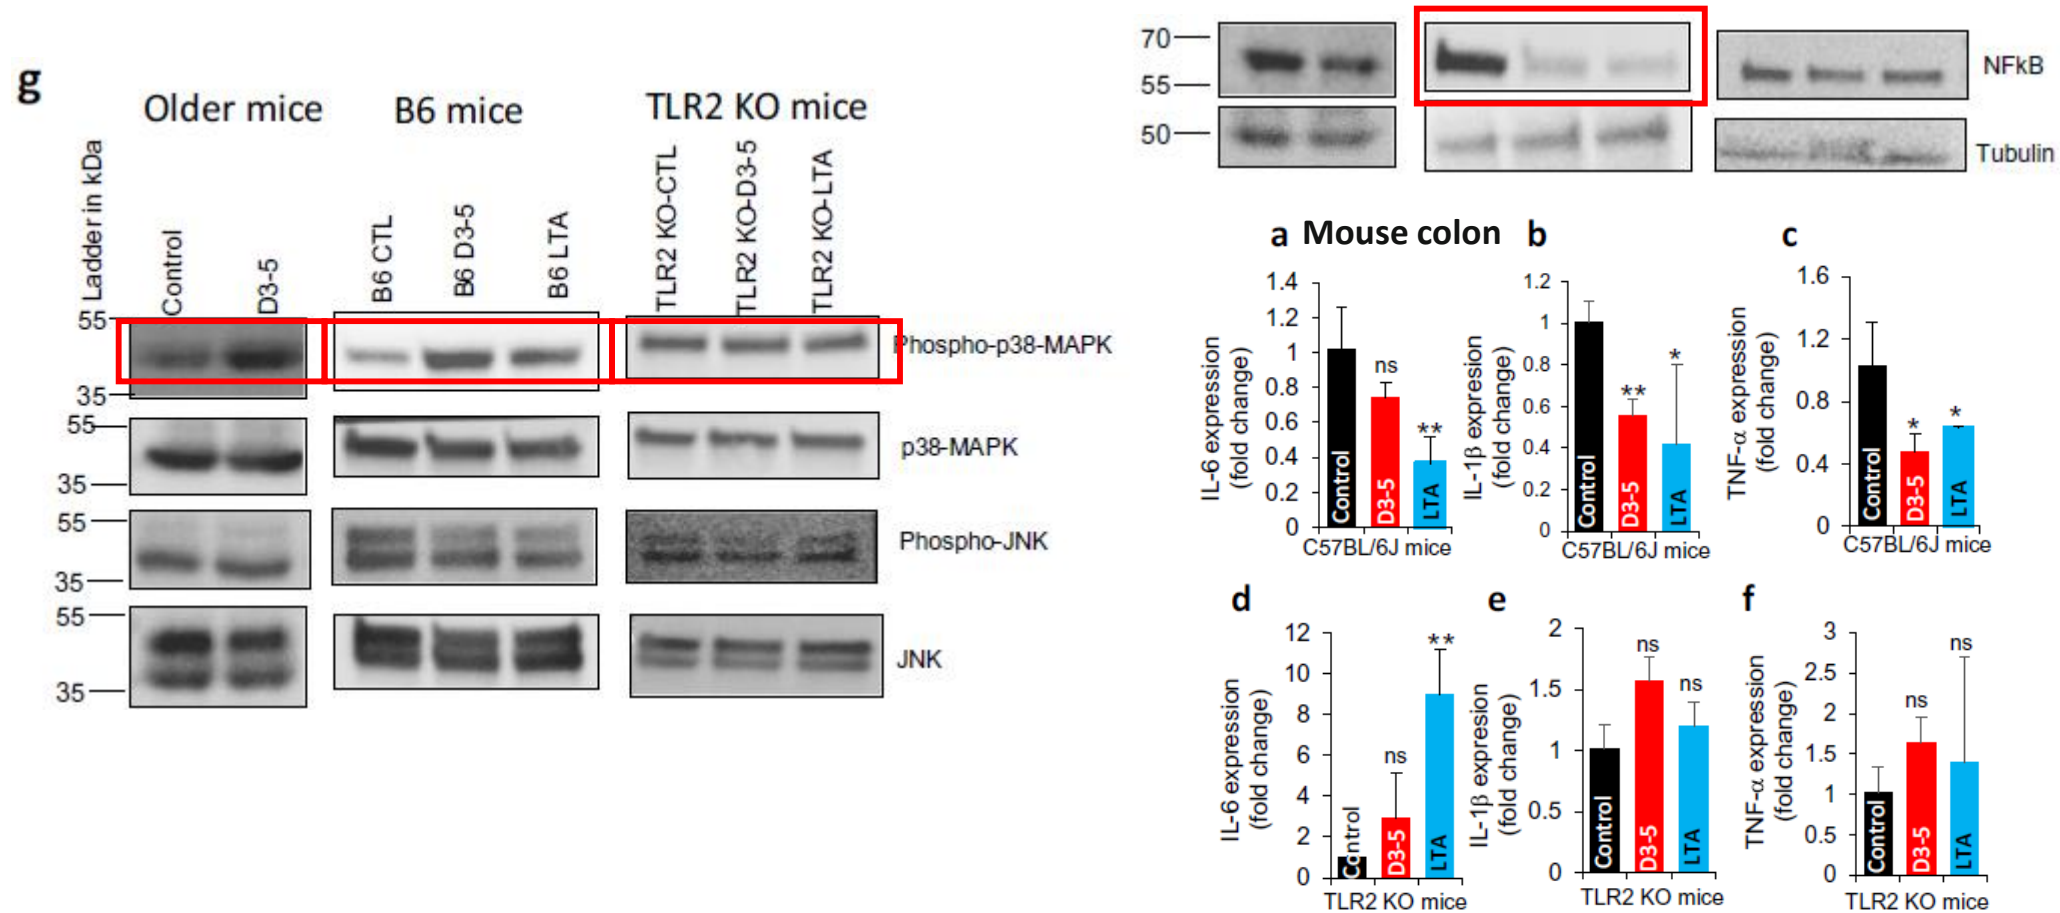 g
Older mice
B6 mice
TLR2 KO mice
Ladder in kDa
Control
D3-5
B6 CTL
B6 D3-5
B6 LTA
TLR2 KO-CTL
TLR2 KO-D3-5
TLR2 KO-LTA
55
35
Phospho-p38-MAPK
55
35
p38-MAPK
55
35
Phospho-JNK
55
35
JNK
70
55
NFkB
50
Tubulin
a Mouse colon
IL-6 expression
(fold change)
1.4
1.2
1
0.8
0.6
0.4
0.2
0
ns
**
Control
D3-5
LTA
C57BL/6J mice
b
IL-1β expression
(fold change)
1.2
1
0.8
0.6
0.4
0.2
0
**
*
Control
D3-5
LTA
C57BL/6J mice
c
TNF-α expression
(fold change)
1.6
1.2
0.8
0.4
0
*
*
Control
D3-5
LTA
C57BL/6J mice
d
IL-6 expression
(fold change)
12
10
8
6
4
2
0
ns
**
Control
D3-5
LTA
TLR2 KO mice
e
IL-1β expression
(fold change)
2
1.5
1
0.5
0
ns
ns
Control
D3-5
LTA
TLR2 KO mice
f
TNF-α expression
(fold change)
3
2.5
2
1.5
1
0.5
0
ns
ns
Control
D3-5
LTA
TLR2 KO mice